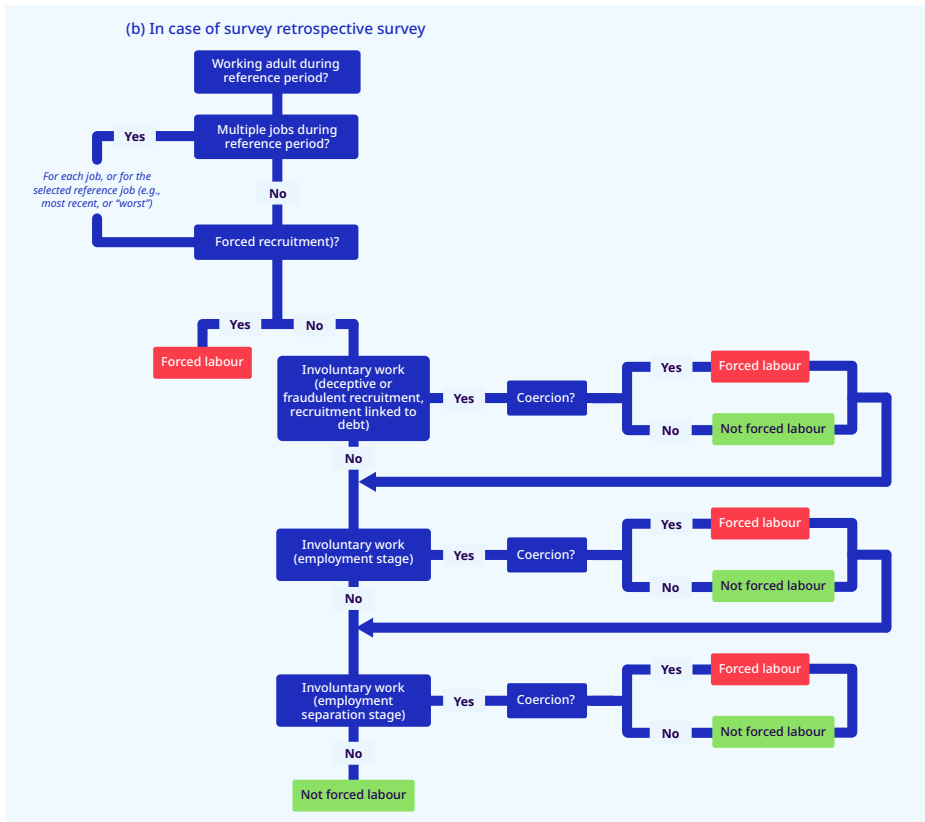 (b) In case of survey retrospective survey
Working adult during
reference period?
Multiple jobs during
reference period?
Yes
For each job, or for the
selected reference job (e.g.,
most recent, or “worst”)
No
Forced recruitment)?
Yes
No
Forced labour
Involuntary work
(deceptive or
fraudulent recruitment,
recruitment linked to
debt)
Yes
Coercion?
Yes
Forced labour
No
Not forced labour
No
Involuntary work
(employment stage)
Yes
Coercion?
Yes
Forced labour
No
Not forced labour
No
Involuntary work
(employment
separation stage)
Yes
Coercion?
Yes
Forced labour
No
Not forced labour
No
Not forced labour